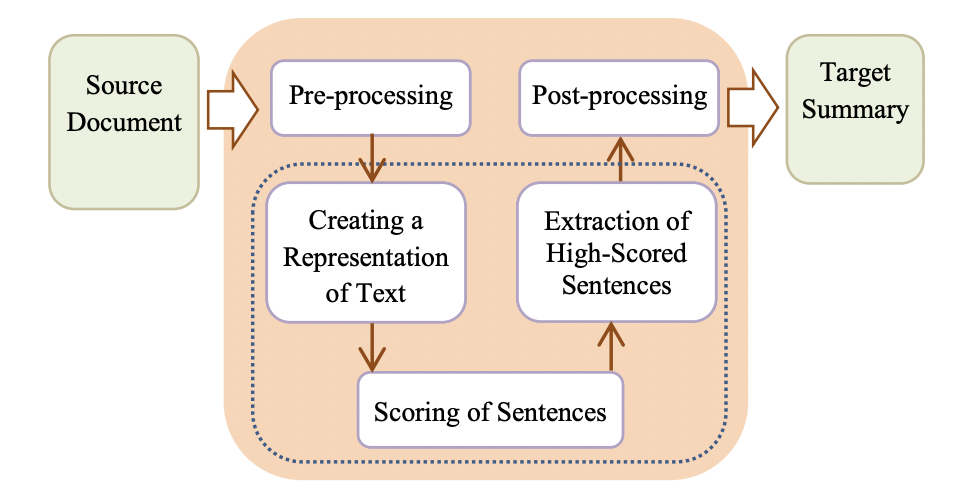 Source
Document
Pre-processing
Post-processing
Target
Summary
Creating a
Representation
of Text
Extraction of
High-Scored
Sentences
Scoring of Sentences